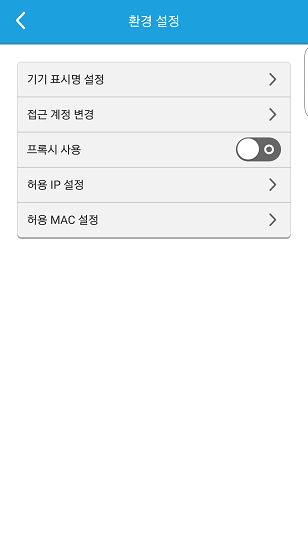 환경 설정
기기 표시명 설정
접근 계정 변경
프록시 사용
허용 IP 설정
허용 MAC 설정